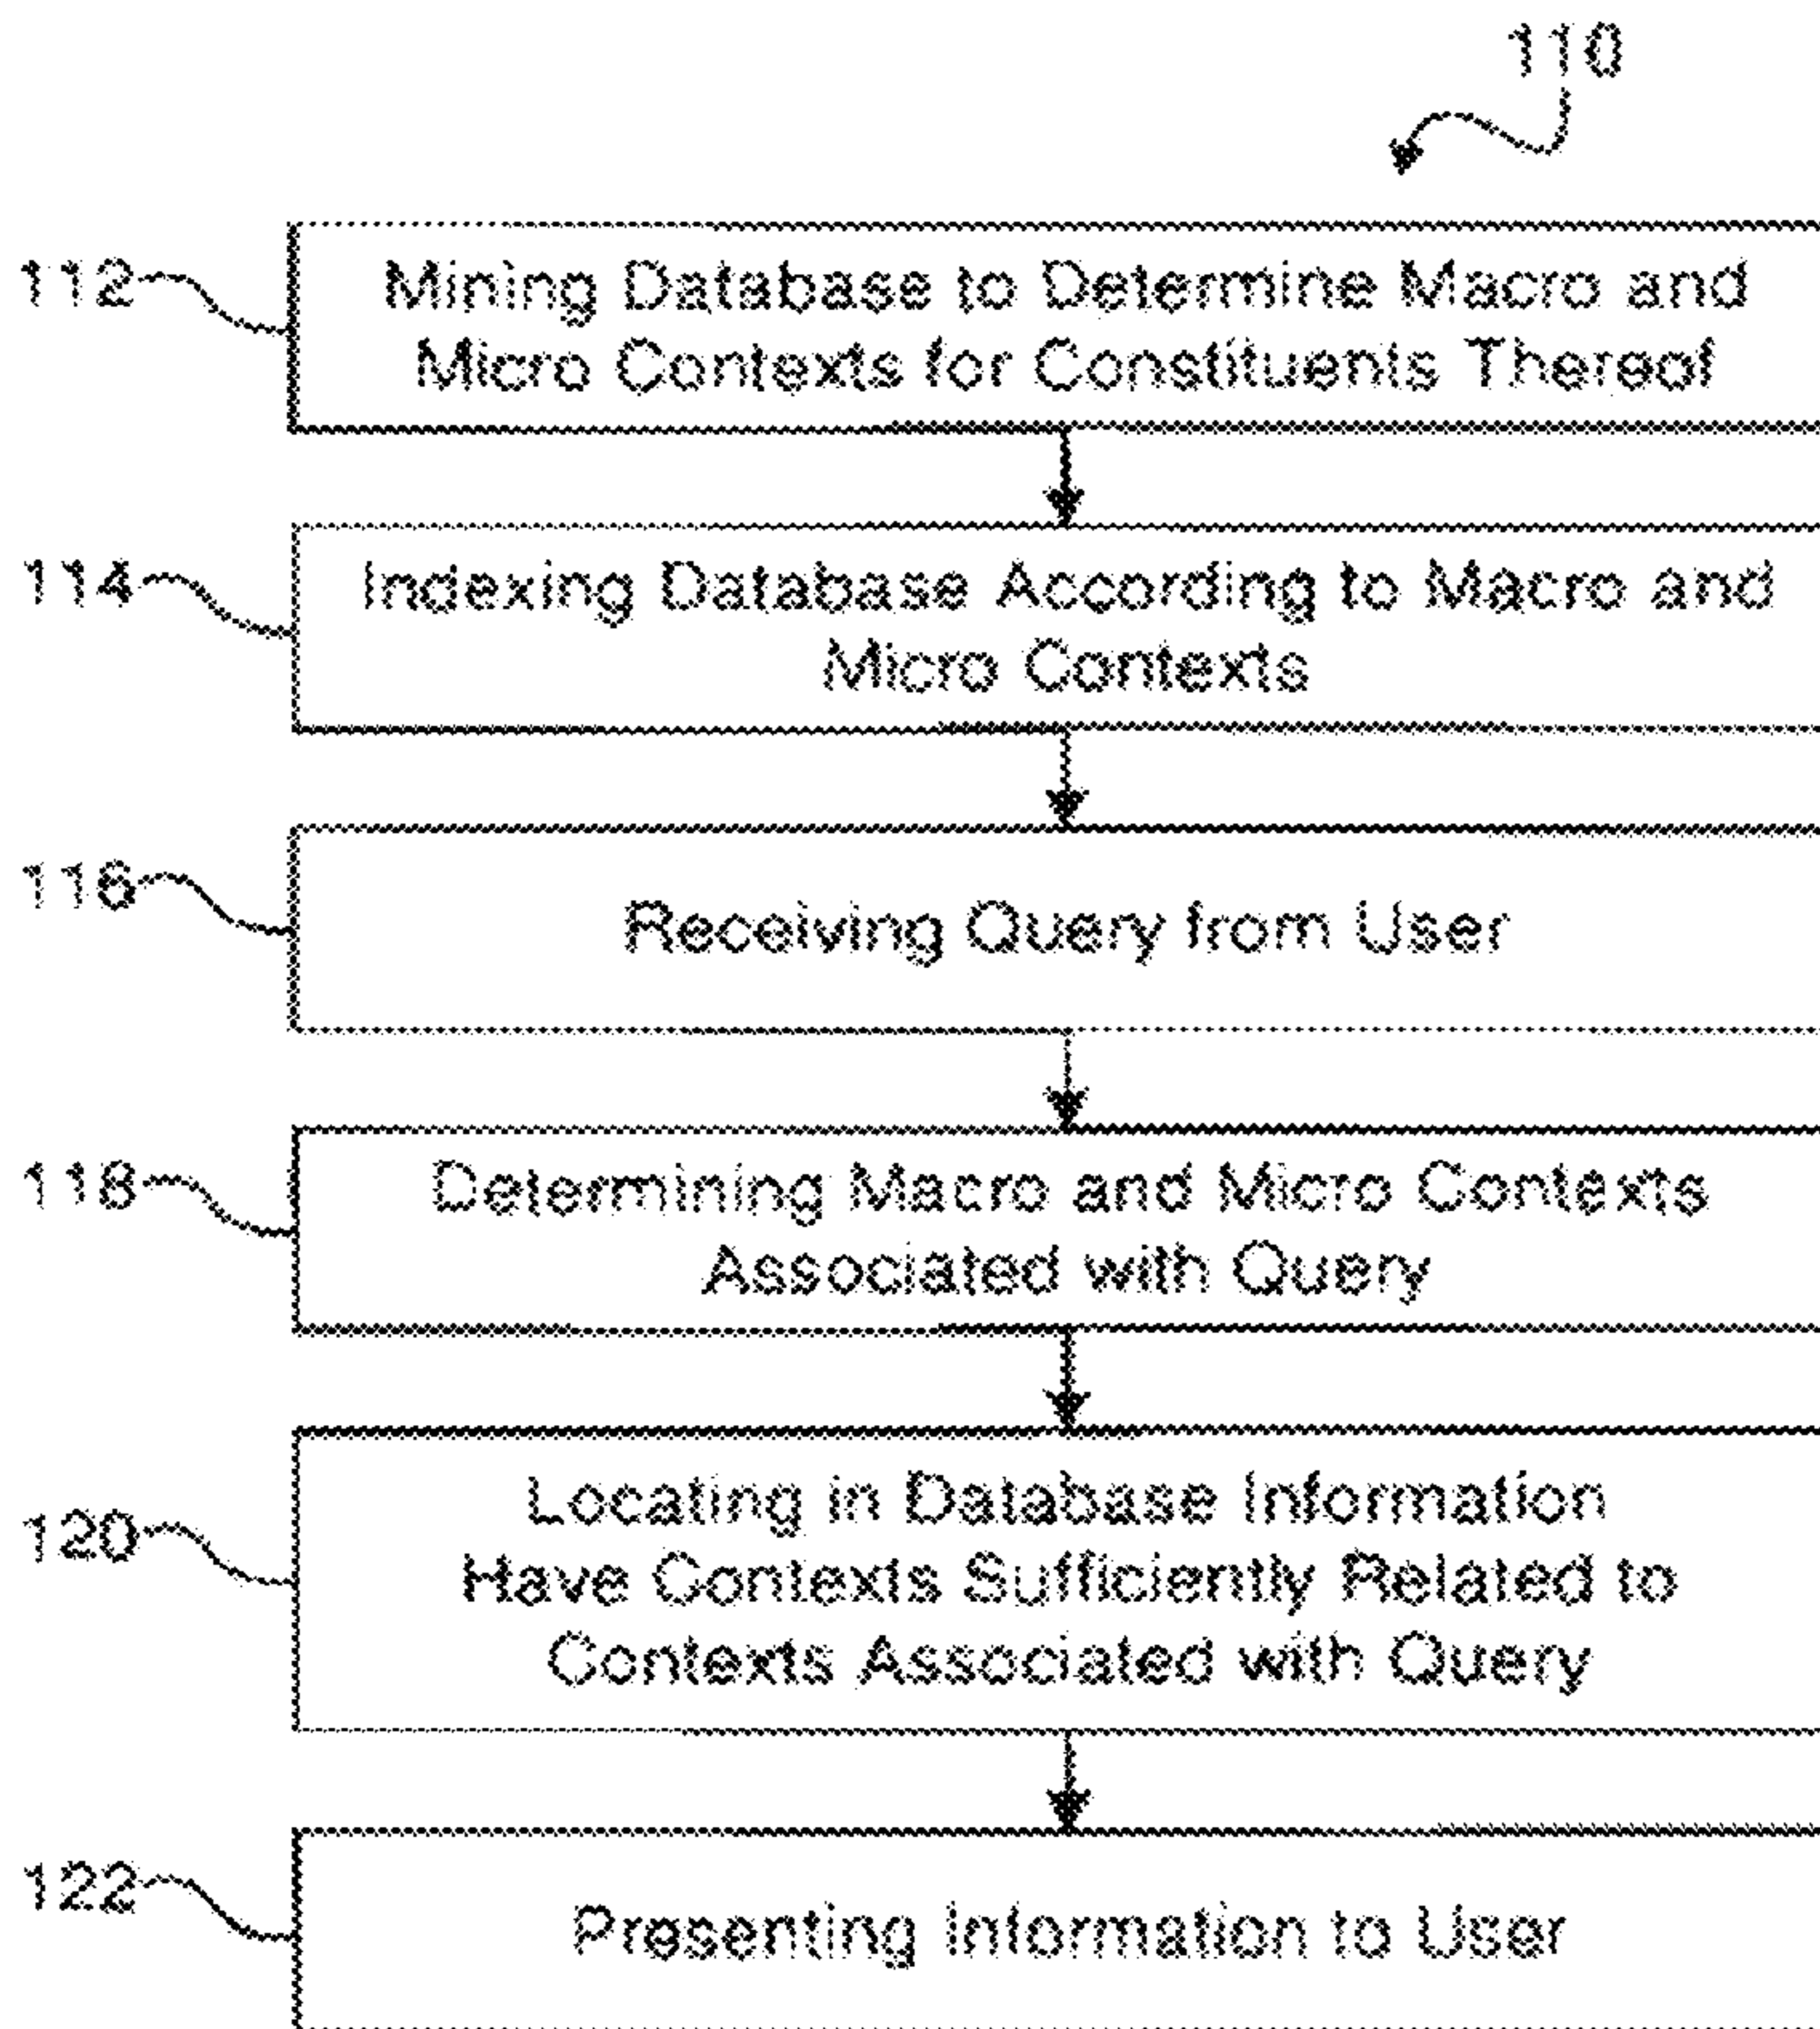 110
112
Mining Database to Determine Macro and
Micro Contexts for Constituents Thereof
114
Indexing Database According to Macro and
Micro Contexts
116
Receiving Query from User
118
Determining Macro and Micro Contexts
Associated with Query
120
Locating in Database Information
Have Contexts Sufficiently Related to
Contexts Associated with Query
122
Presenting Information to User